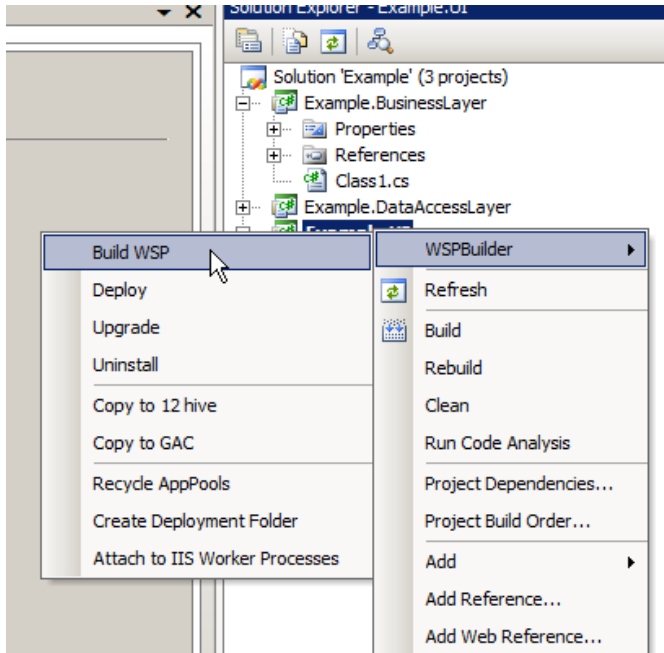 Solution Explorer - Example.UI
Solution 'Example' (3 projects)
Example.BusinessLayer
Properties
References
Class1.cs
Example.DataAccessLayer
Build WSP
Deploy
Upgrade
Uninstall
Copy to 12 hive
Copy to GAC
Recycle AppPools
Create Deployment Folder
Attach to IIS Worker Processes
WSPBuilder
Refresh
Build
Rebuild
Clean
Run Code Analysis
Project Dependencies...
Project Build Order...
Add
Add Reference...
Add Web Reference...